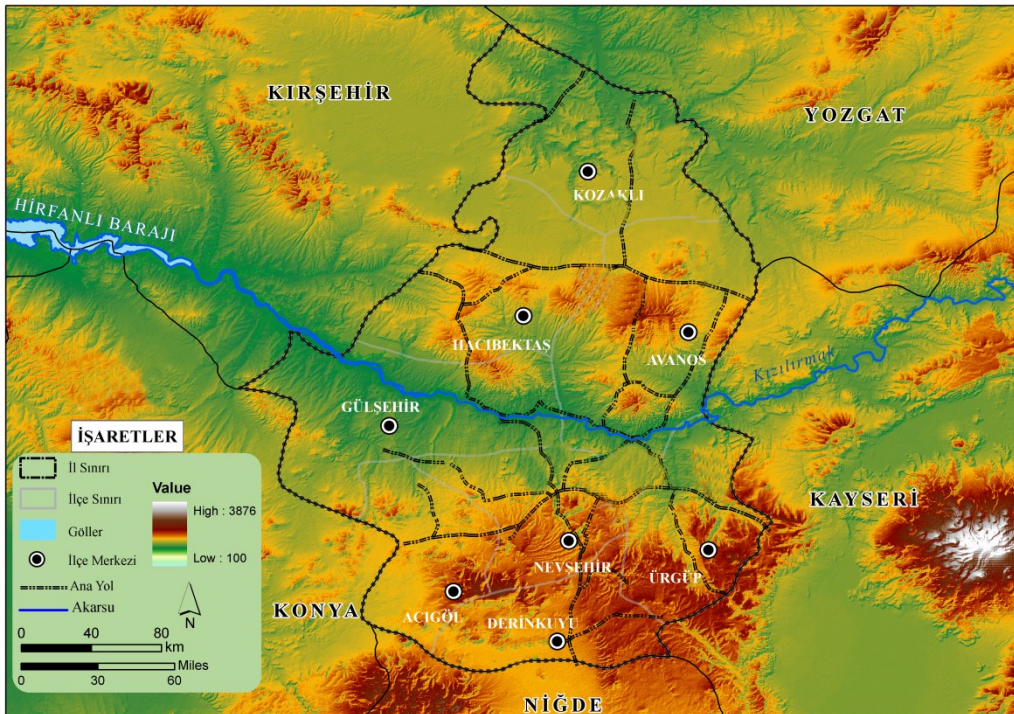 KIRŞEHİR
YOZGAT
KOZAKLI
HİRFANLI BARAJI
HACIBEKTAŞ
AVANOS
Kızılırmak
GÜLŞEHİR
İŞARETLER
İl Sınırı
İlçe Sınırı
Göller
İlçe Merkezi
Ana Yol
Akarsu
Value
High : 3876
Low : 100
N
0 40 80
km
Miles
0 30 60
KAYSERİ
NEVŞEHİR
ÜRGÜP
KONYA
AÇIGÖL
DERİNKUYU
NİĞDE